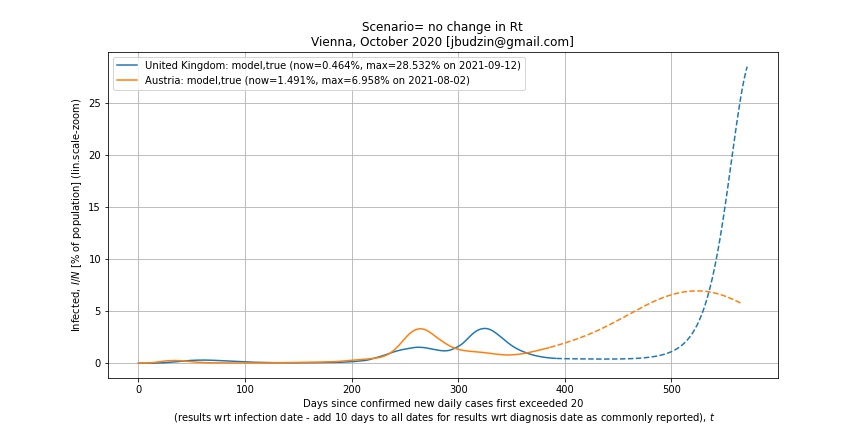 Scenario= no change in Rt
Vienna, October 2020 [jbudzin@gmail.com]
United Kingdom: model,true (now=0.464%, max=28.532% on 2021-09-12)
Austria: model,true (now=1.491%, max=6.958% on 2021-08-02)
Infected, I/N [% of population] (lin.scale-zoom)
25
20
15
10
5
0
0 100 200 300 400 500
Days since confirmed new daily cases first exceeded 20
(results wrt infection date - add 10 days to all dates for results wrt diagnosis date as commonly reported), t